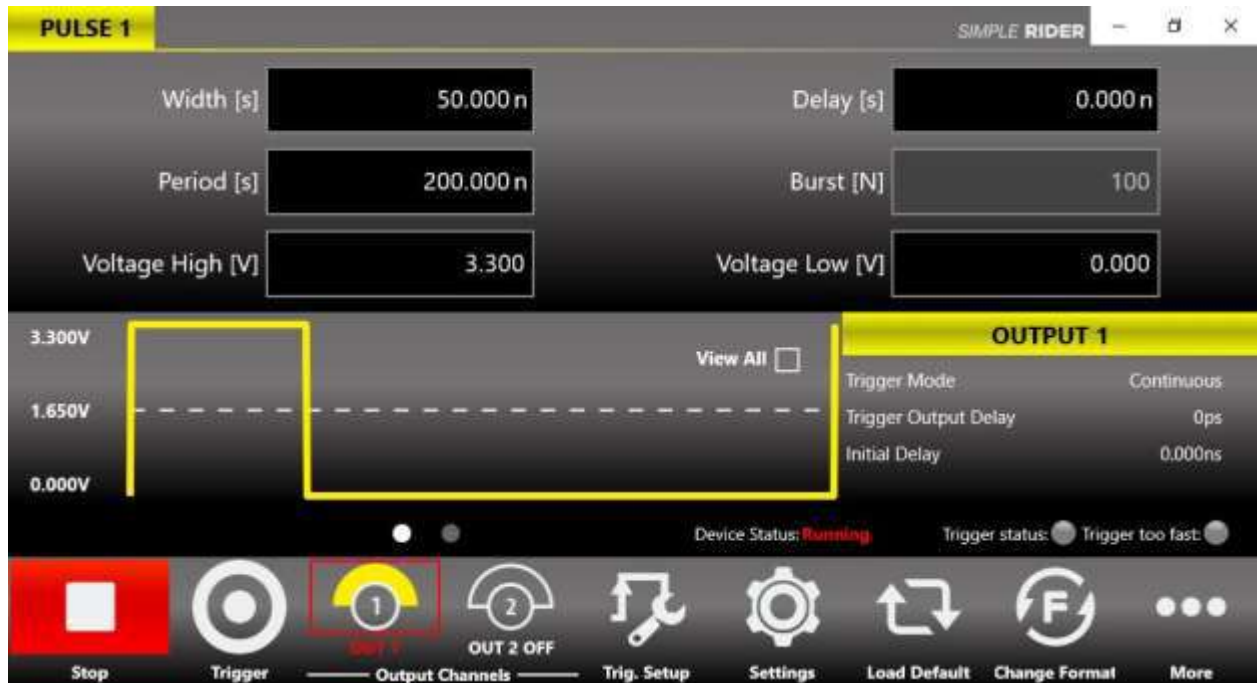 PULSE 1
SIMPLE RIDER
Width [s] 50.000 n Delay [s] 0.000 n
Period [s] 200.000 n Burst [N] 100
Voltage High [V] 3.300 Voltage Low [V] 0.000
3.300V
1.650V
0.000V
View All
OUTPUT 1
Trigger Mode Continuous
Trigger Output Delay 0ps
Initial Delay 0.000ns
Device Status: Running. Trigger status: Trigger too fast:
1 2 F
OUT 1 OUT 2 OFF
Stop Trigger Output Channels Trig. Setup Settings Load Default Change Format More